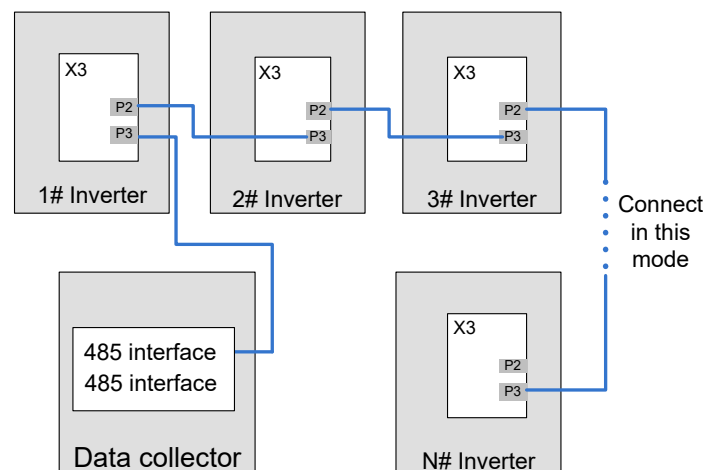 X3
P2
P3
1# Inverter
X3
P2
P3
2# Inverter
X3
P2
P3
3# Inverter
Connect
in this
mode
485 interface
485 interface
Data collector
X3
P2
P3
N# Inverter